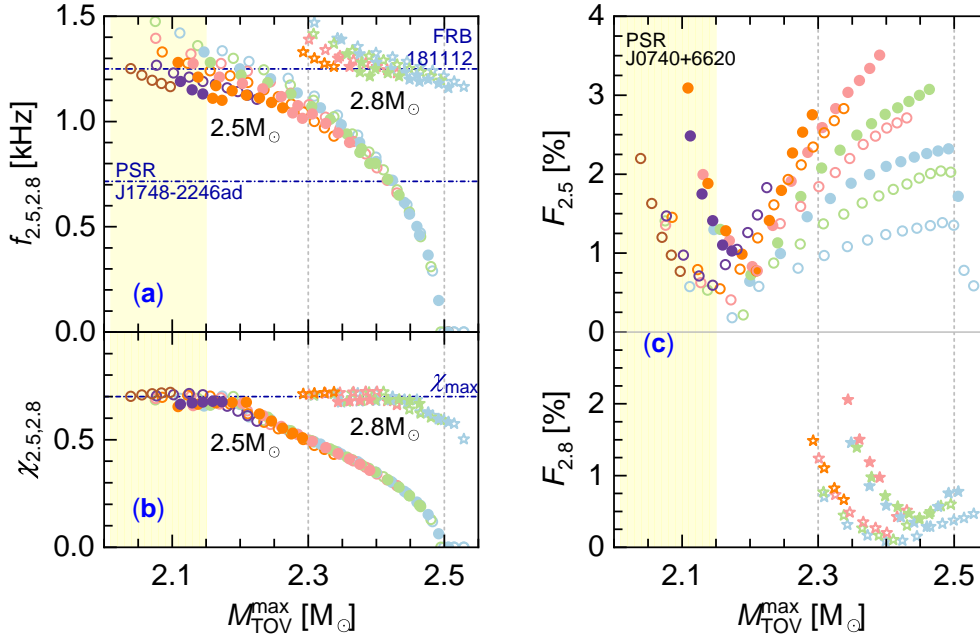 1.5
1.0
0.5
0.0
f2.5,2.8 [kHz]
FRB
181112
2.8M⊙
2.5M⊙
PSR
J1748-2246ad
(a)
0.5
0.0
χ2.5,2.8
χmax
2.8M⊙
2.5M⊙
(b)
2.1
2.3
2.5
M^max_TOV [M⊙]
4
3
2
1
0
F2.5 [%]
PSR
J0740+6620
(c)
2
1
0
F2.8 [%]
2.1
2.3
2.5
M^max_TOV [M⊙]